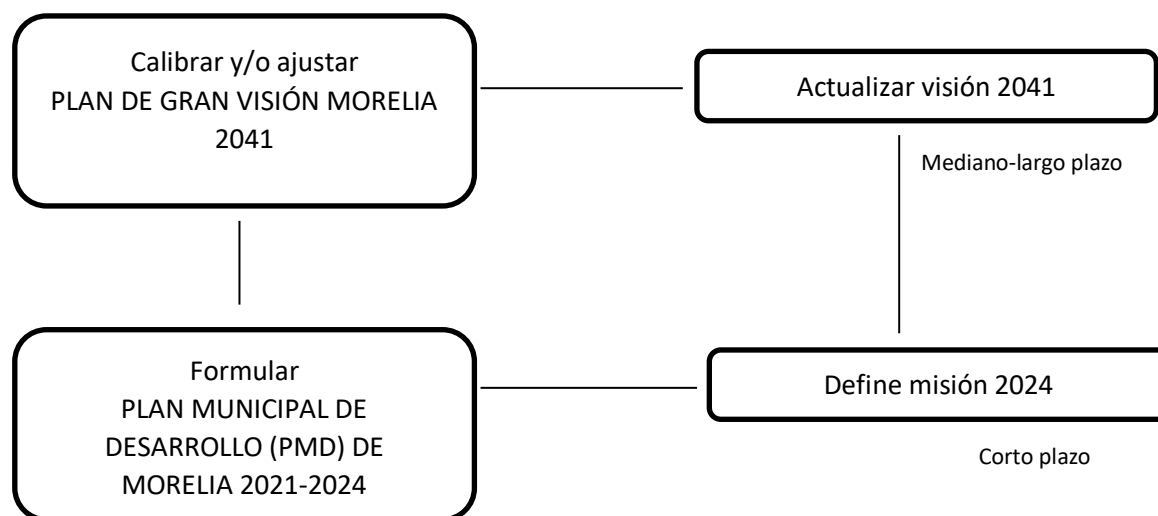 Calibrar y/o ajustar
PLAN DE GRAN VISIÓN MORELIA
2041
Actualizar visión 2041
Mediano-largo plazo
Formular
PLAN MUNICIPAL DE
DESARROLLO (PMD) DE
MORELIA 2021-2024
Define misión 2024
Corto plazo